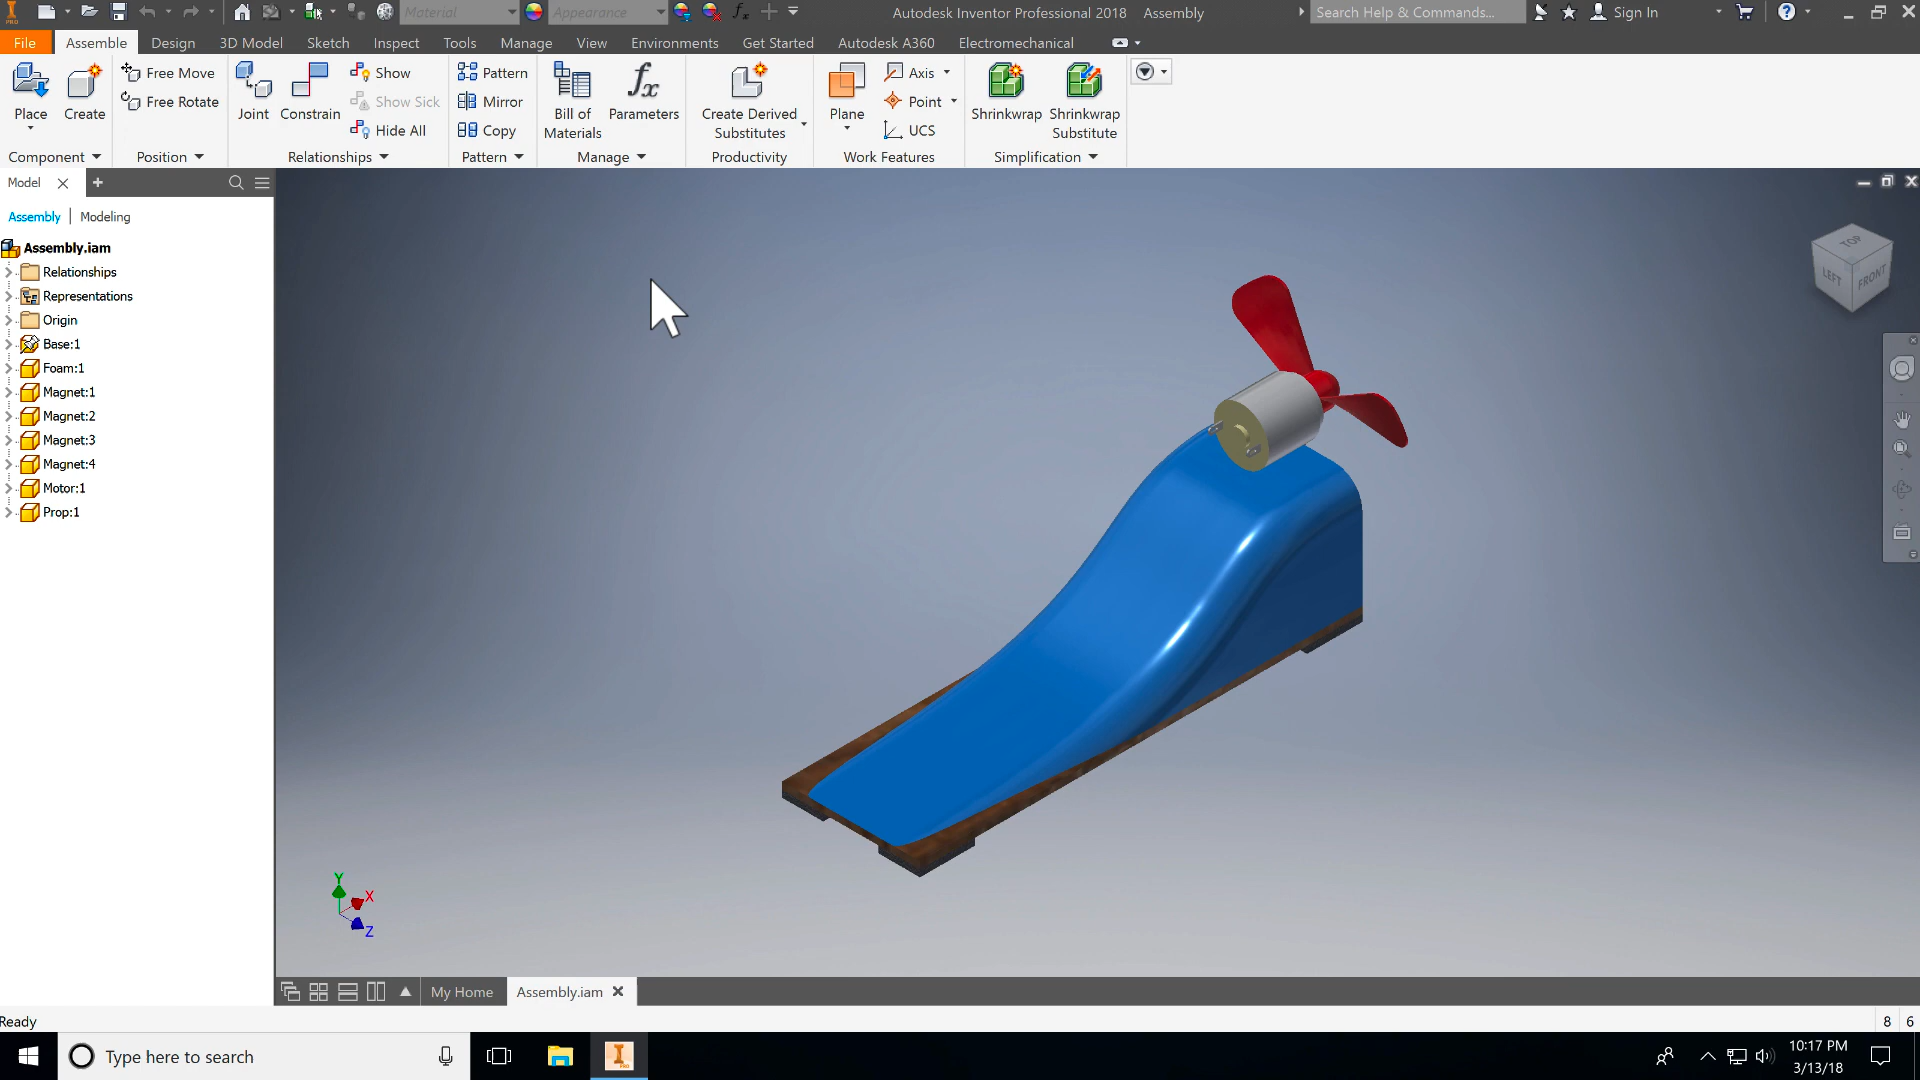 PRO
Material
Appearance
Autodesk Inventor Professional 2018 Assembly
Search Help & Commands...
Sign In
File Assemble Design 3D Model Sketch Inspect Tools Manage View Environments Get Started Autodesk A360 Electromechanical
Place
Create
Component
Free Move
Free Rotate
Position
Joint
Constrain
Show
Show Sick
Hide All
Relationships
Pattern
Mirror
Copy
Pattern
Bill of
Materials
fx
Parameters
Manage
Create Derived
Substitutes
Productivity
Plane
Axis
Point
UCS
Work Features
Shrinkwrap
Shrinkwrap
Substitute
Simplification
Model
Assembly | Modeling
Assembly.iam
Relationships
Representations
Origin
Base:1
Foam:1
Magnet:1
Magnet:2
Magnet:3
Magnet:4
Motor:1
Prop:1
TOP
LEFT
FRONT
Y
X
Z
My Home
Assembly.iam
Ready
8 6
Type here to search
PRO
10:17 PM
3/13/18